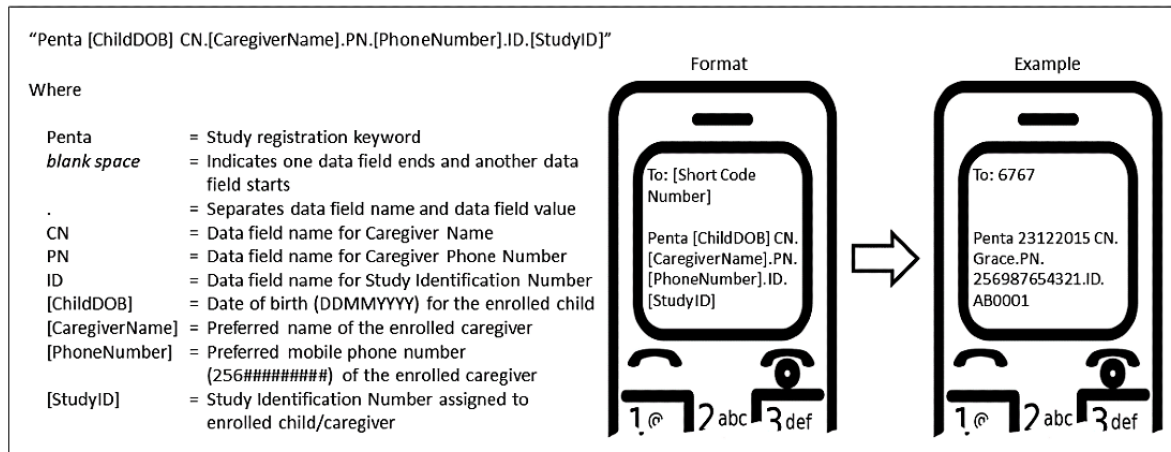 “Penta [ChildDOB] CN.[CaregiverName].PN.[PhoneNumber].ID.[StudyID]”
Where
Penta = Study registration keyword
blank space = Indicates one data field ends and another data
field starts
. = Separates data field name and data field value
CN = Data field name for Caregiver Name
PN = Data field name for Caregiver Phone Number
ID = Data field name for Study Identification Number
[ChildDOB] = Date of birth (DDMMYYYY) for the enrolled child
[CaregiverName] = Preferred name of the enrolled caregiver
[PhoneNumber] = Preferred mobile phone number
(256#########) of the enrolled caregiver
[StudyID] = Study Identification Number assigned to
enrolled child/caregiver
Format
To: [Short Code
Number]
Penta [ChildDOB] CN.
[CaregiverName].PN.
[PhoneNumber].ID.
[StudyID]
1 @ 2 abc 3 def
Example
To: 6767
Penta 23122015 CN.
Grace.PN.
256987654321.ID.
AB0001
1 @ 2 abc 3 def